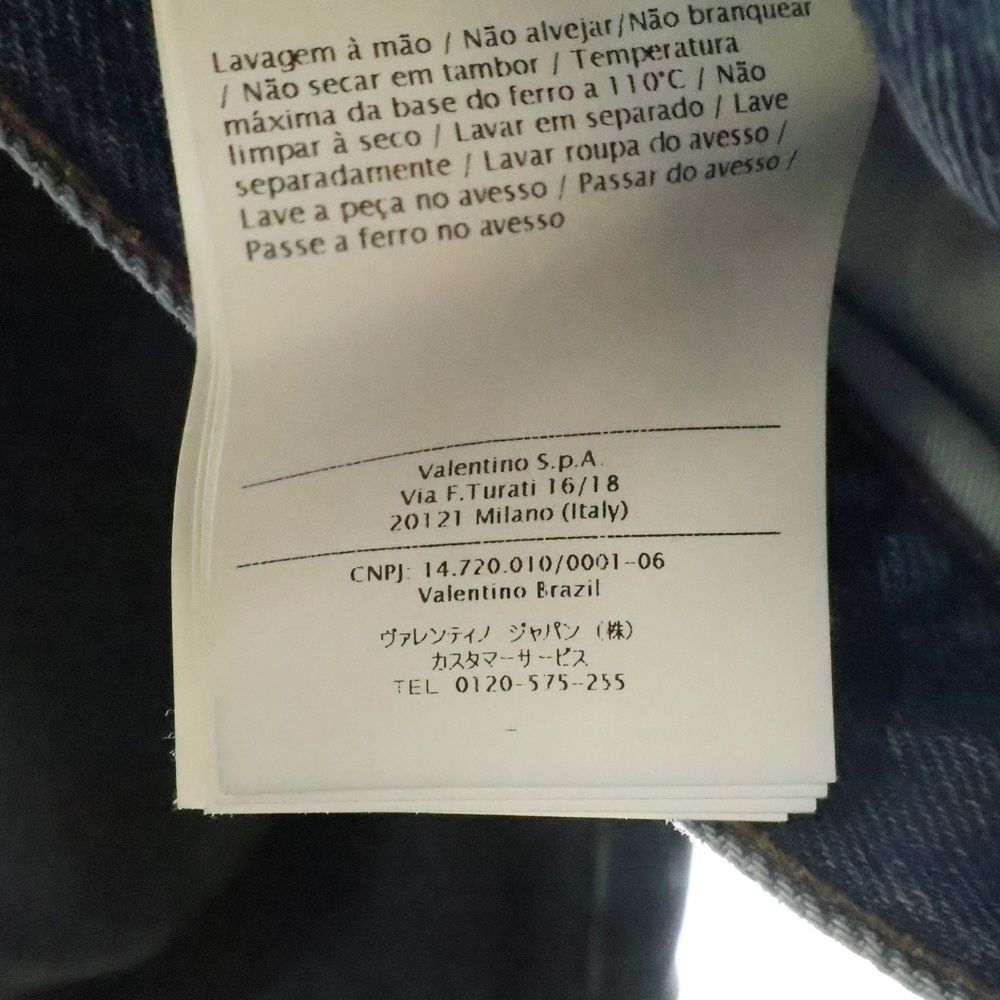 Lavagem à mão / Não alvejar/Não branquear
/ Não secar em tambor / Temperatura
máxima da base do ferro a 110°C / Não
limpar à seco / Lavar em separado / Lave
separadamente / Lavar roupa do avesso /
Lave a peça no avesso / Passar do avesso /
Passe a ferro no avesso
Valentino S.p.A.
Via F.Turati 16/18
20121 Milano (Italy)
CNPJ: 14.720.010/0001-06
Valentino Brazil
ヴァレンティノ ジャパン (株)
カスタマーサービス
TEL 0120-575-255